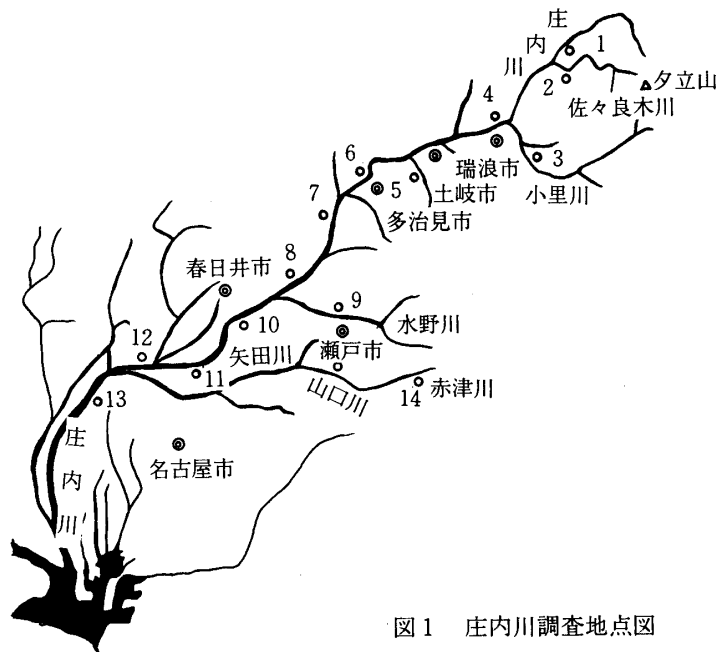 庄内川
1
2
夕立山
佐々良木川
4
瑞浪市
3
小里川
土岐市
5
6
多治見市
7
8
春日井市
9
水野川
10
矢田川
瀬戸市
12
11
山口川
14
赤津川
13
庄内川
名古屋市
図1 庄内川調査地点図